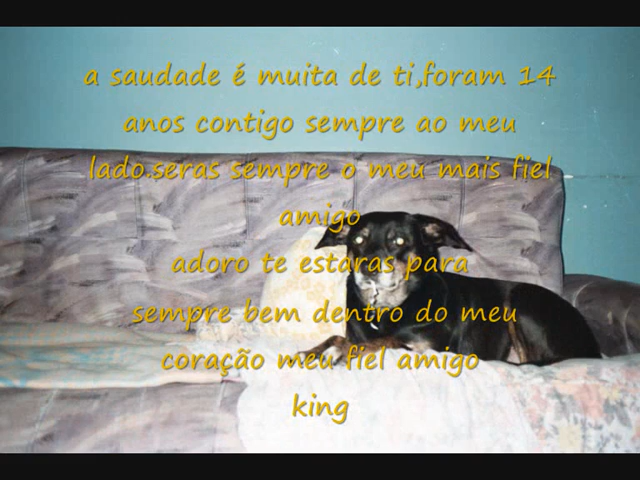 a saudade é muita de ti,foram 14
anos contigo sempre ao meu
lado.seras sempre o meu mais fiel
amigo
adoro te estaras para
sempre bem dentro do meu
coração meu fiel amigo
king